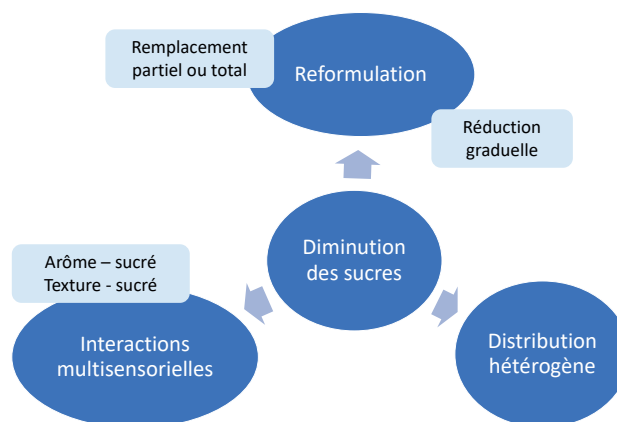 Remplacement
partiel ou total
Reformulation
Réduction
graduelle
Diminution
des sucres
Arôme – sucré
Texture - sucré
Interactions
multisensorielles
Distribution
hétérogène